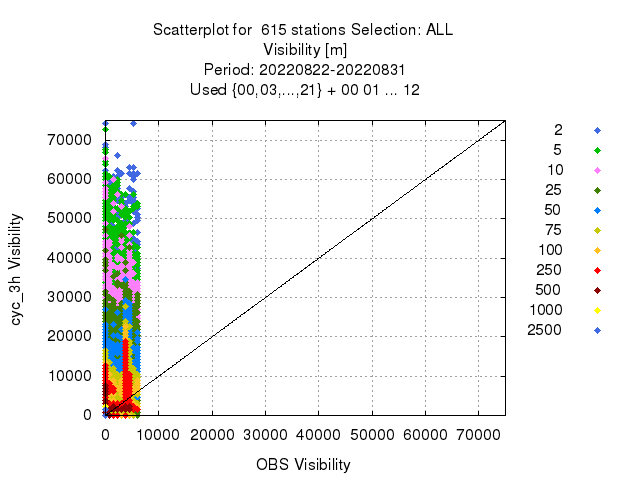 Scatterplot for 615 stations Selection: ALL
Visibility [m]
Period: 20220822-20220831
Used {00,03,...,21} + 00 01 ... 12
70000
60000
50000
40000
30000
20000
10000
0
cyc_3h Visibility
0 10000 20000 30000 40000 50000 60000 70000
OBS Visibility
2
5
10
25
50
75
100
250
500
1000
2500